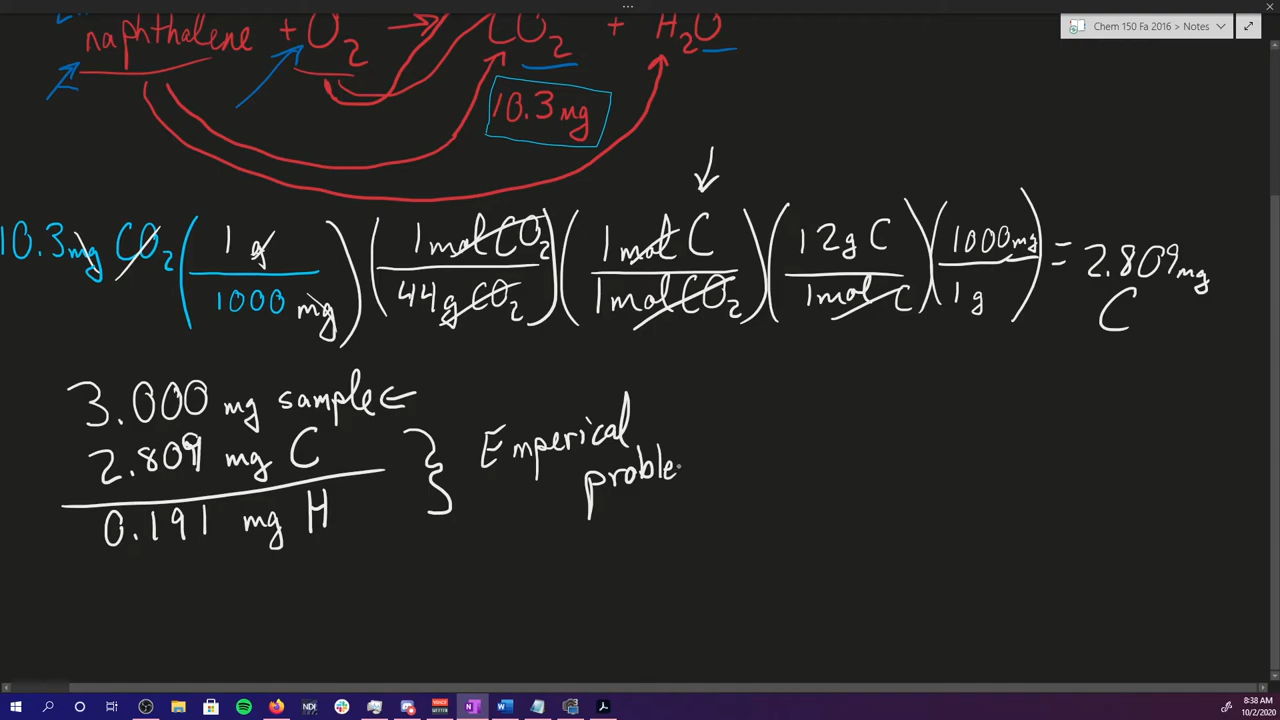 Chem 150 Fa 2016 > Notes
naphthalene + O2 → CO2 + H2O
10.3 mg
10.3 mg CO2 (1 g / 1000 mg) (1 mol CO2 / 44 g CO2) (1 mol C / 1 mol CO2) (12 g C / 1 mol C) (1000 mg / 1 g) = 2.809 mg C
3.000 mg sample ←
2.809 mg C
0.191 mg H
Emperical
proble
8:38 AM
10/2/2020